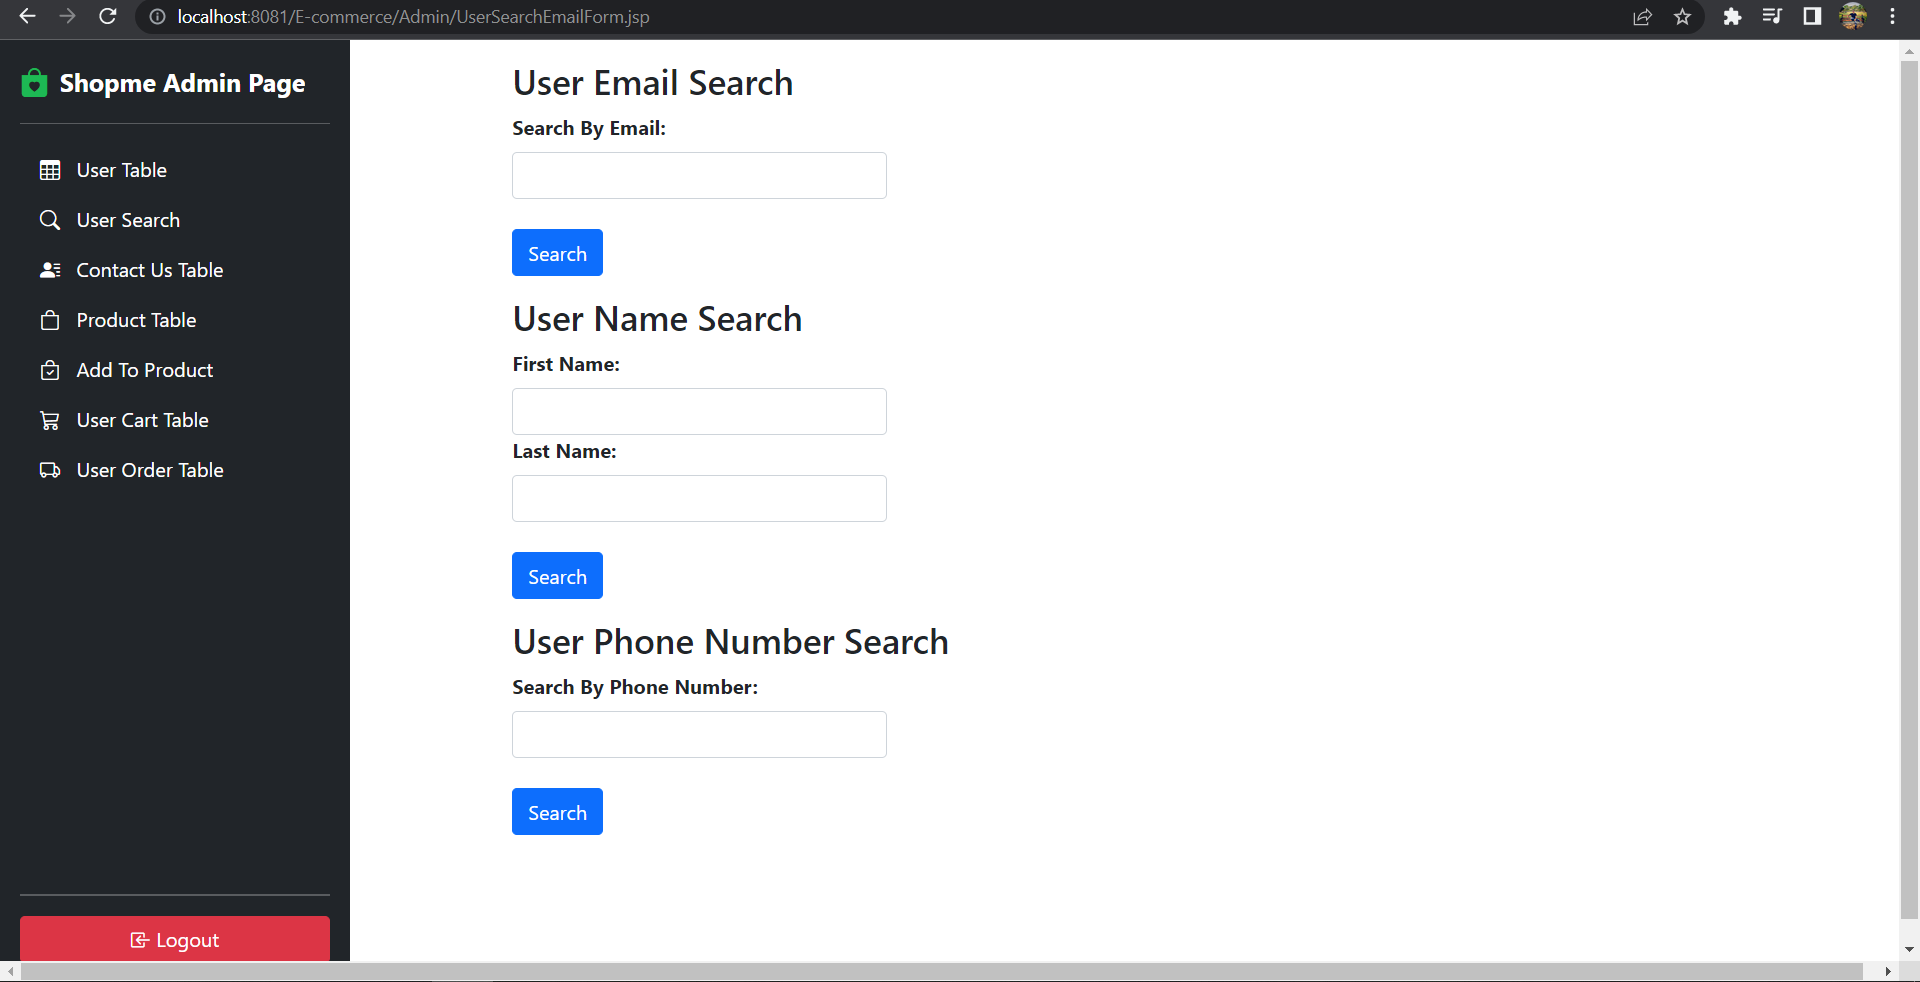 localhost:8081/E-commerce/Admin/UserSearchEmailForm.jsp
Shopme Admin Page
User Table
User Search
Contact Us Table
Product Table
Add To Product
User Cart Table
User Order Table
Logout
User Email Search
Search By Email:
Search
User Name Search
First Name:
Last Name:
Search
User Phone Number Search
Search By Phone Number:
Search